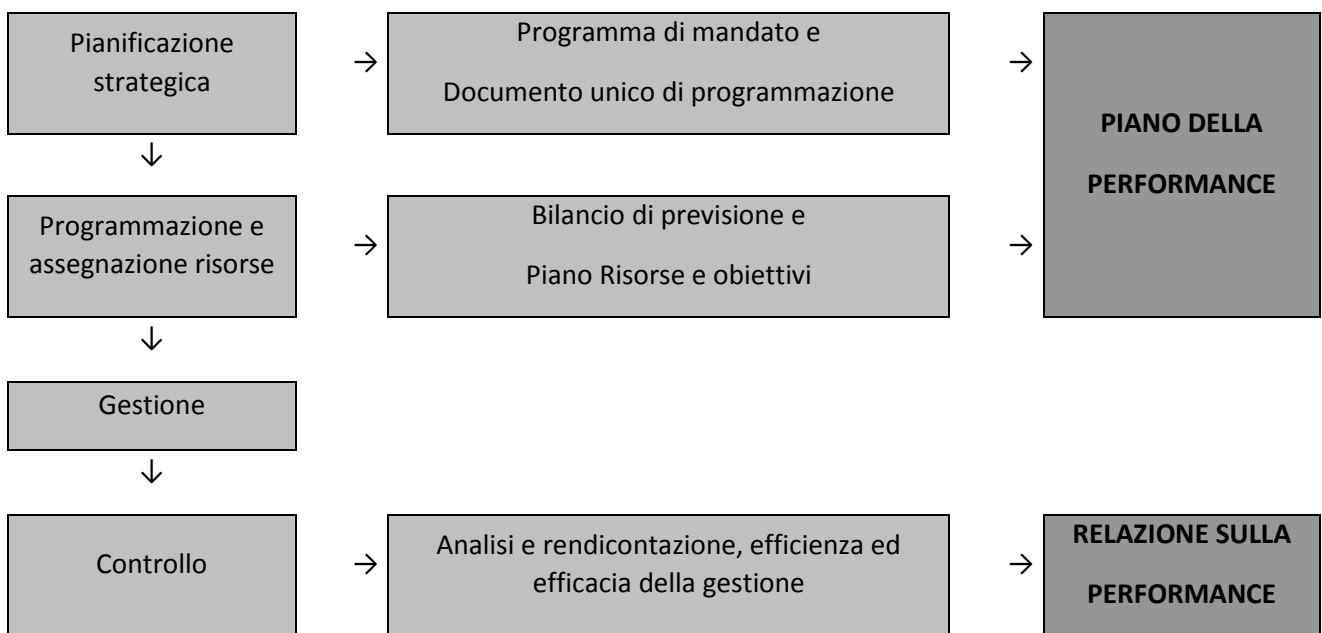 Pianificazione
strategica
→
Programma di mandato e
Documento unico di programmazione
→
PIANO DELLA
PERFORMANCE
↓
Programmazione e
assegnazione risorse
→
Bilancio di previsione e
Piano Risorse e obiettivi
→
↓
Gestione
↓
Controllo
→
Analisi e rendicontazione, efficienza ed
efficacia della gestione
→
RELAZIONE SULLA
PERFORMANCE